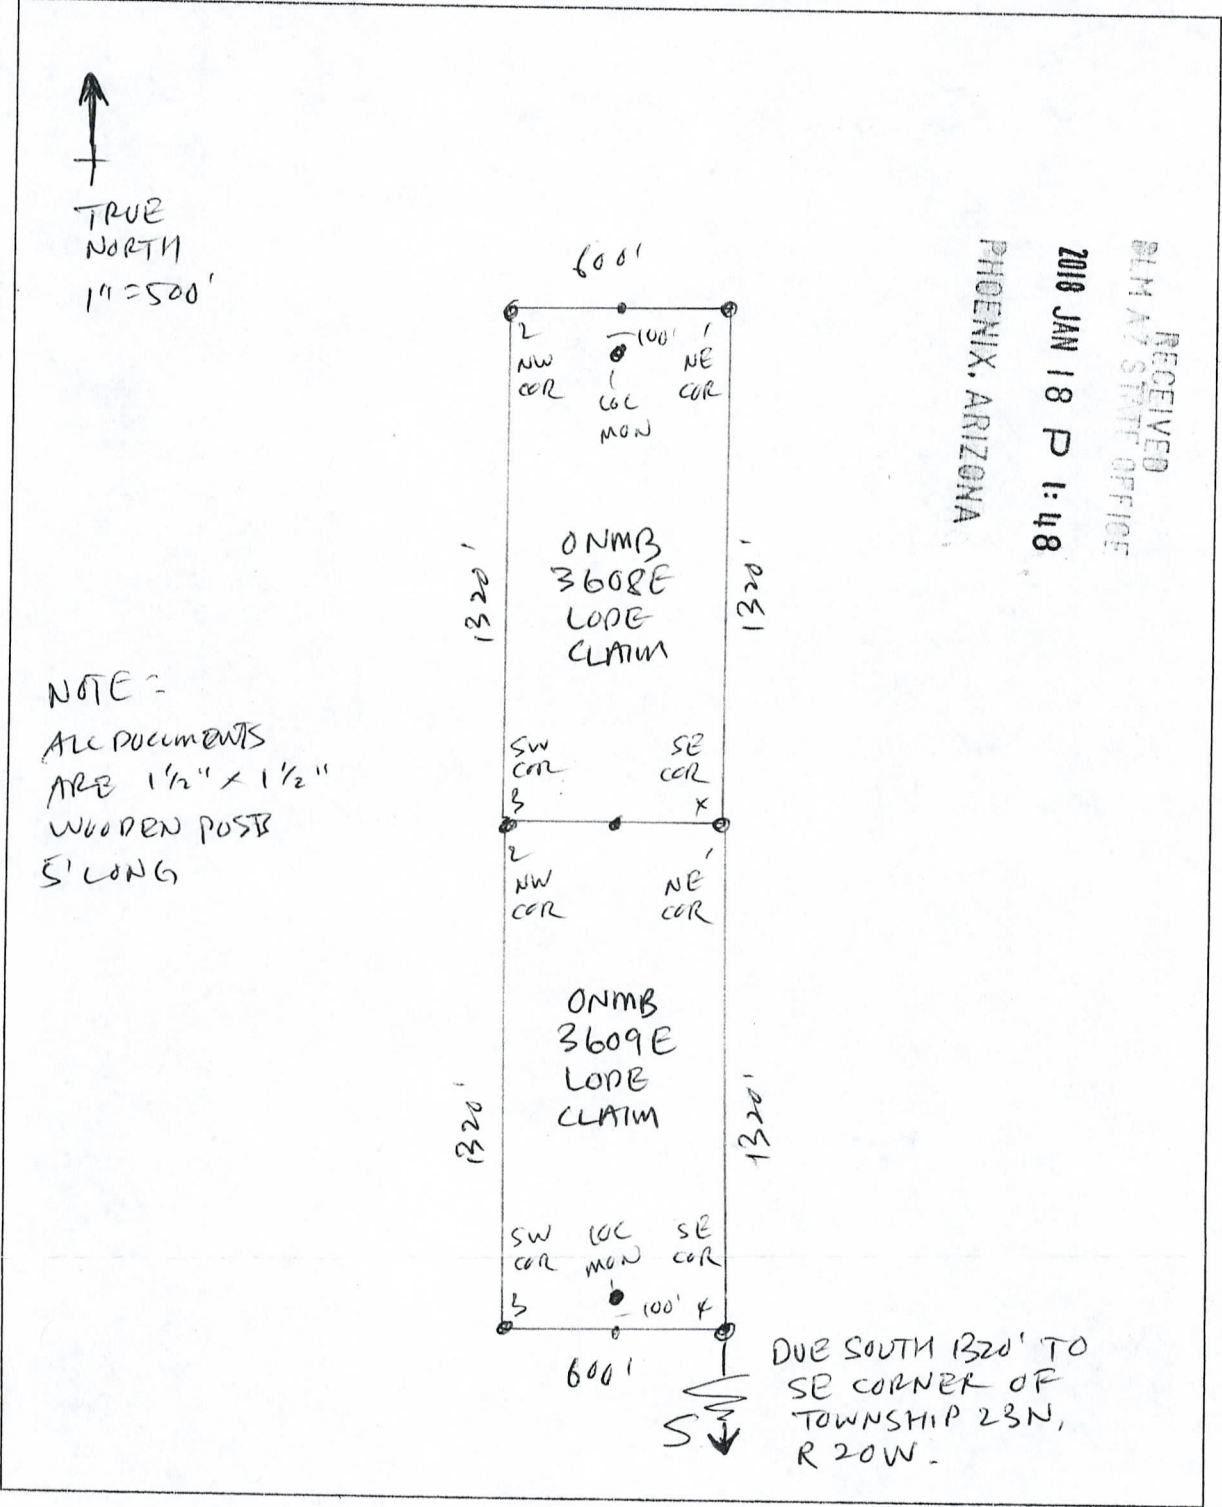 TRUE
NORTH
1" = 500'
600'
2
100'
1
NW
COR
LOC
MON
NE
COR
RECEIVED
BLM AZ STATE OFFICE
2018 JAN 18 P 1:48
PHOENIX, ARIZONA
1320'
ONMB
3608E
LODE
CLAIM
1320'
NOTE =
ALL DOCUMENTS
ARE 1 1/2" x 1 1/2"
WOODEN POSTS
5' LONG
SW
COR
3
SE
COR
4
2
NW
COR
1
NE
COR
ONMB
3609E
LODE
CLAIM
1320'
1320'
SW
COR
3
LOC
MON
100'
SE
COR
4
600'
S
DUE SOUTH 1320' TO
SE CORNER OF
TOWNSHIP 23N,
R 20W.